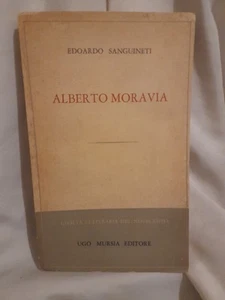 EDOARDO SANGUINETI
ALBERTO MORAVIA
UGO MURSIA EDITORE